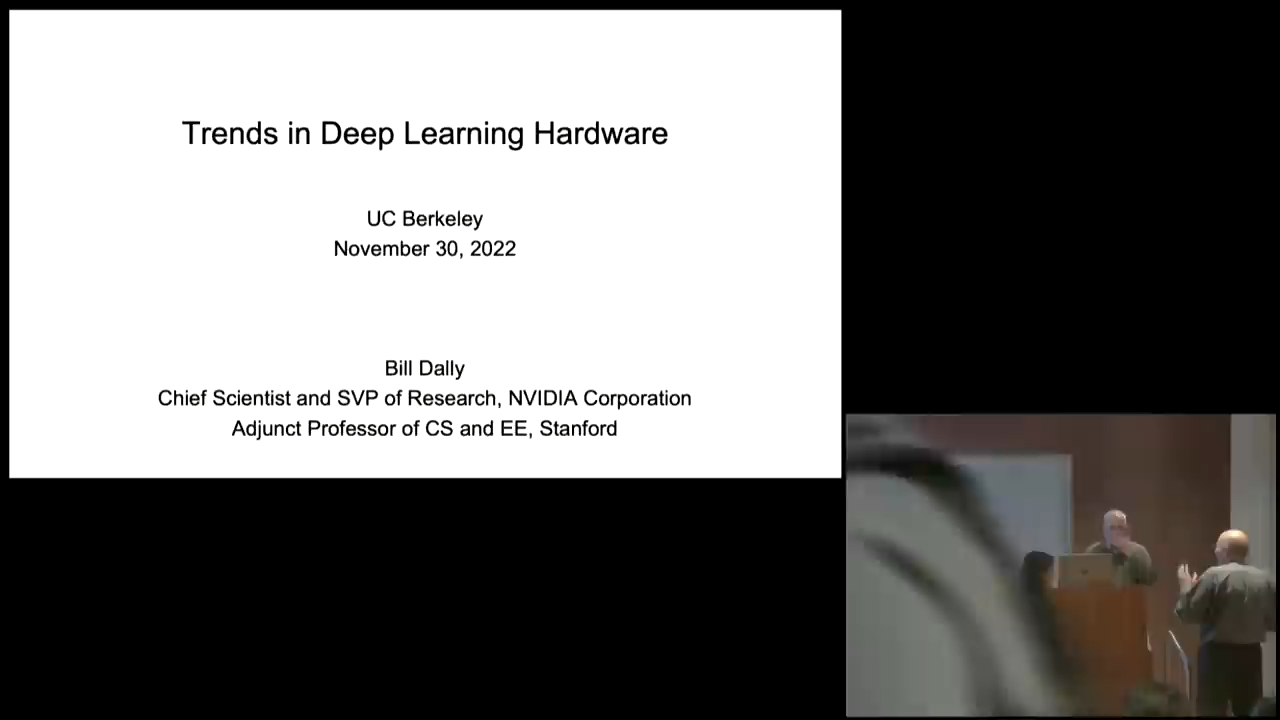 Trends in Deep Learning Hardware
UC Berkeley
November 30, 2022
Bill Dally
Chief Scientist and SVP of Research, NVIDIA Corporation
Adjunct Professor of CS and EE, Stanford